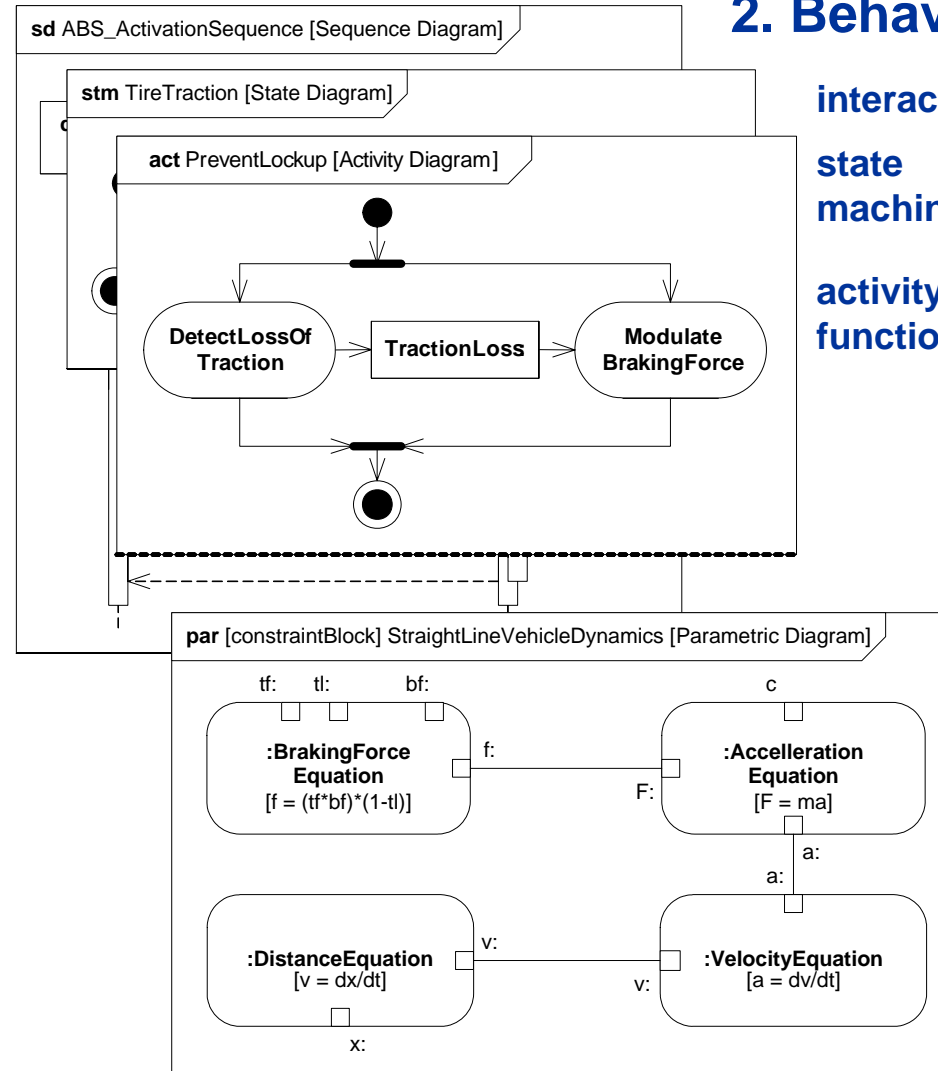 sd ABS_ActivationSequence [Sequence Diagram]
2. Behav
stm TireTraction [State Diagram]
interac
act PreventLockup [Activity Diagram]
state
machin
activity
functio
DetectLossOf
Traction
TractionLoss
Modulate
BrakingForce
par [constraintBlock] StraightLineVehicleDynamics [Parametric Diagram]
tf: tl: bf: c
:BrakingForce
Equation
[f = (tf*bf)*(1-tl)]
f:
F:
:Accelleration
Equation
[F = ma]
a:
a:
:DistanceEquation
[v = dx/dt]
v:
v:
:VelocityEquation
[a = dv/dt]
x: